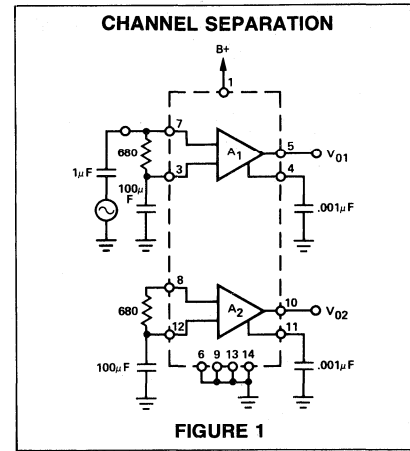 CHANNEL SEPARATION
B+
1
7
5
V01
680
A1
1µF
3
4
100µ
F
.001µF
8
680
A2
10
V02
12
11
100µF
6 9 13 14
.001µF
FIGURE 1